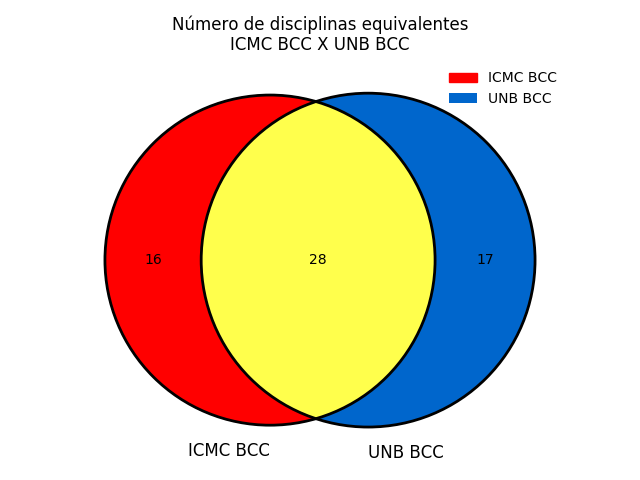 Número de disciplinas equivalentes
ICMC BCC X UNB BCC
ICMC BCC
UNB BCC
16
28
17
ICMC BCC
UNB BCC